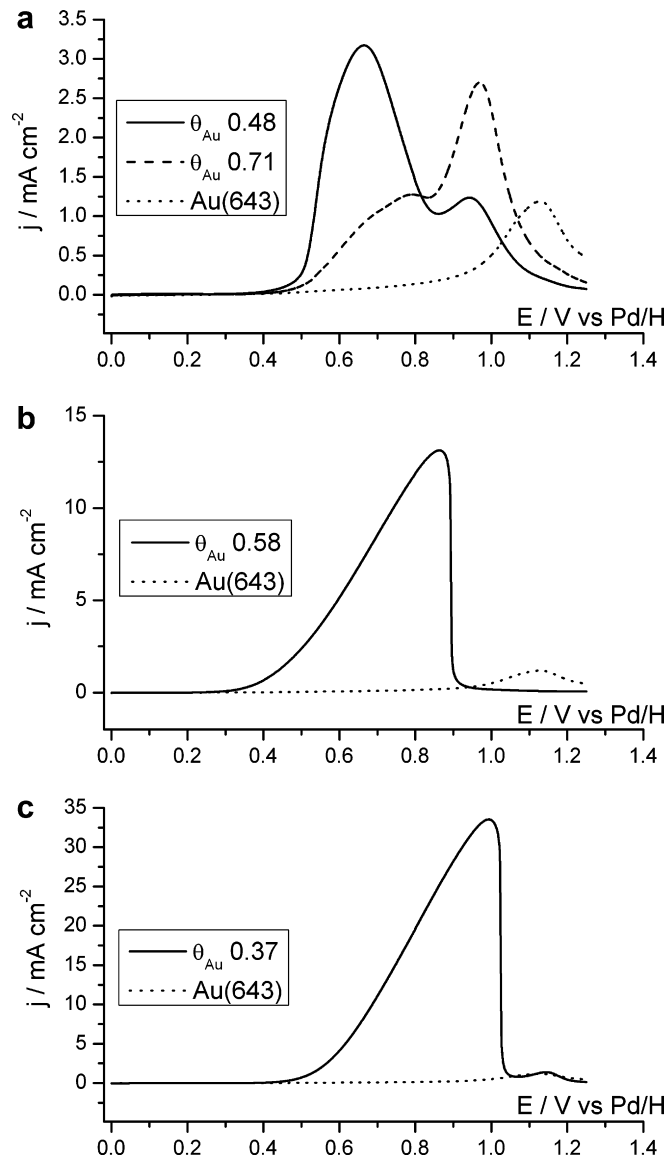 a
3.5
3.0
2.5
2.0
1.5
1.0
0.5
0.0
j / mA cm⁻²
θAu 0.48
θAu 0.71
Au(643)
E / V vs Pd/H
0.0 0.2 0.4 0.6 0.8 1.0 1.2 1.4
b
15
10
5
0
j / mA cm⁻²
θAu 0.58
Au(643)
E / V vs Pd/H
0.0 0.2 0.4 0.6 0.8 1.0 1.2 1.4
c
35
30
25
20
15
10
5
0
j / mA cm⁻²
θAu 0.37
Au(643)
E / V vs Pd/H
0.0 0.2 0.4 0.6 0.8 1.0 1.2 1.4